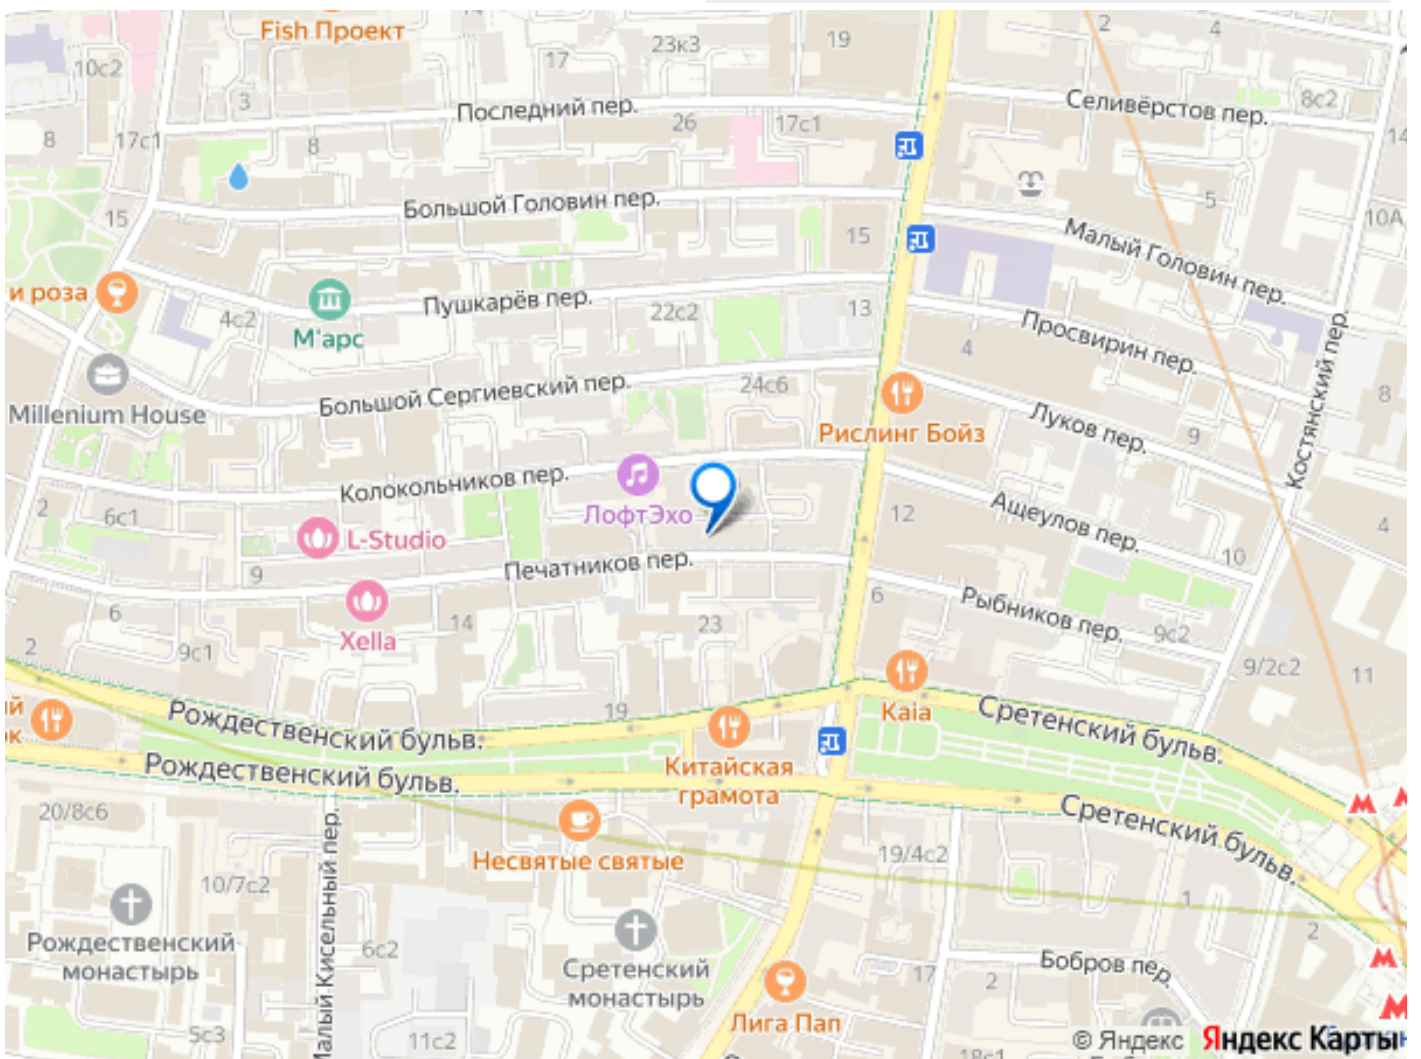 Fish Проект
2
4
19
23к3
17
10с2
3
Последний пер.
Селивёрстов пер.
8с2
26
17с1
14
8
17с1
8
5
Большой Головин пер.
10А
15
15
Малый Головин пер.
и роза
Пушкарёв пер.
22с2
13
4с2
М'арс
Просвирин пер.
4
Костянский пер.
Большой Сергиевский пер.
24с6
8
Millenium House
Рислинг Бойз
Луков пер.
9
Колокольников пер.
2
6с1
ЛофтЭхо
12
Ащеулов пер.
4
L-Studio
10
Печатников пер.
9
6
14
23
6
Рыбников пер.
9с2
Xella
2
9с1
9/2с2
11
ый
ок
19
Kaia
Рождественский бульв.
Сретенский бульв.
Рождественский бульв.
Китайская
грамота
20/8с6
Малый Кисельный пер.
Сретенский бульв.
Несвятые святые
19/4с2
10/7с2
1
Рождественский
монастырь
6с2
2
Сретенский
монастырь
17
2
Бобров пер.
Лига Пап
5с3
11с2
18с1
© Яндекс Яндекс Карты